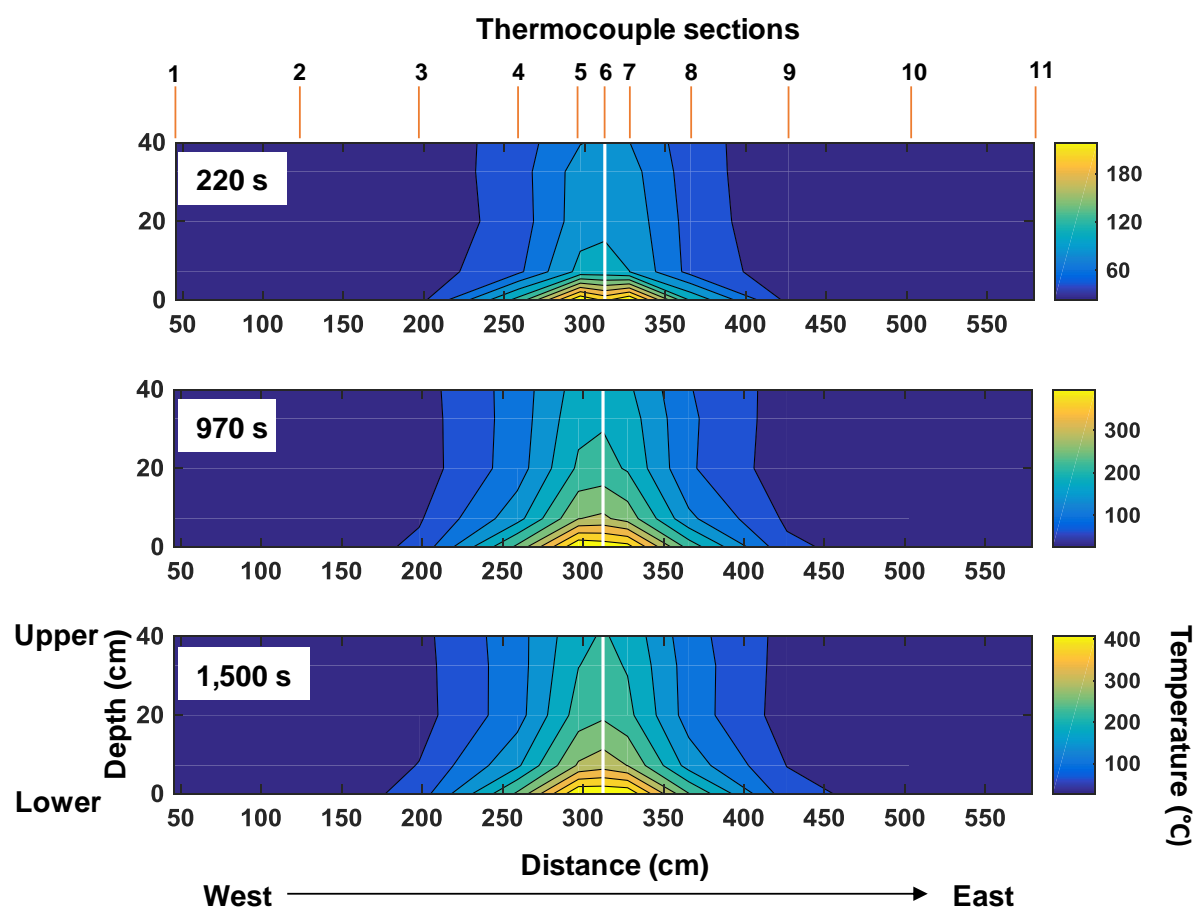 Thermocouple sections
1 2 3 4 5 6 7 8 9 10 11
40
220 s
20
0
50 100 150 200 250 300 350 400 450 500 550
180
120
60
40
970 s
20
0
50 100 150 200 250 300 350 400 450 500 550
300
200
100
Upper
40
1,500 s
20
Lower
0
Depth (cm)
50 100 150 200 250 300 350 400 450 500 550
400
300
200
100
Temperature (°C)
Distance (cm)
West East